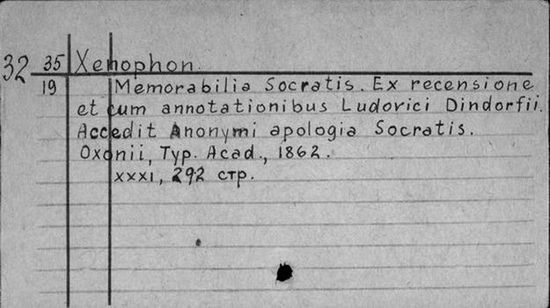 32 35 Xenophon.
19 Memorabilia Socratis. Ex recensione
et cum annotationibus Ludovici Dindorfii.
Accedit Anonymi apologia Socratis.
Oxonii, Typ. Acad., 1862.
XXXI, 292 стр.